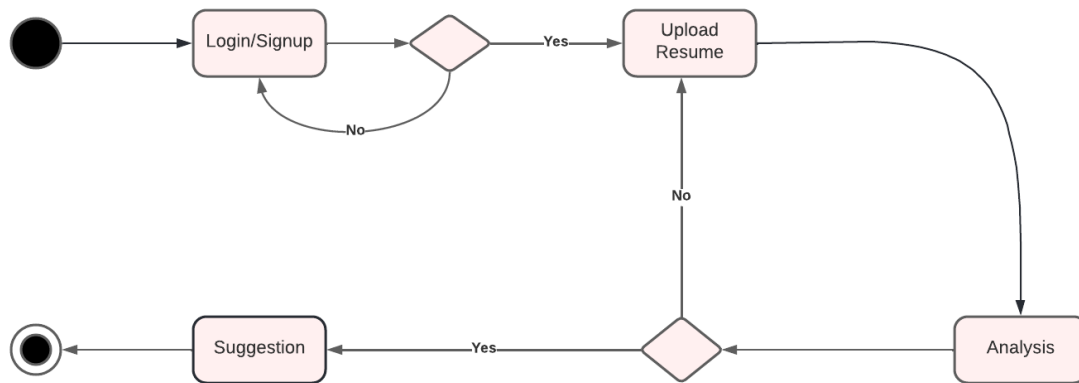 Login/Signup
Yes
Upload
Resume
No
No
Suggestion
Yes
Analysis